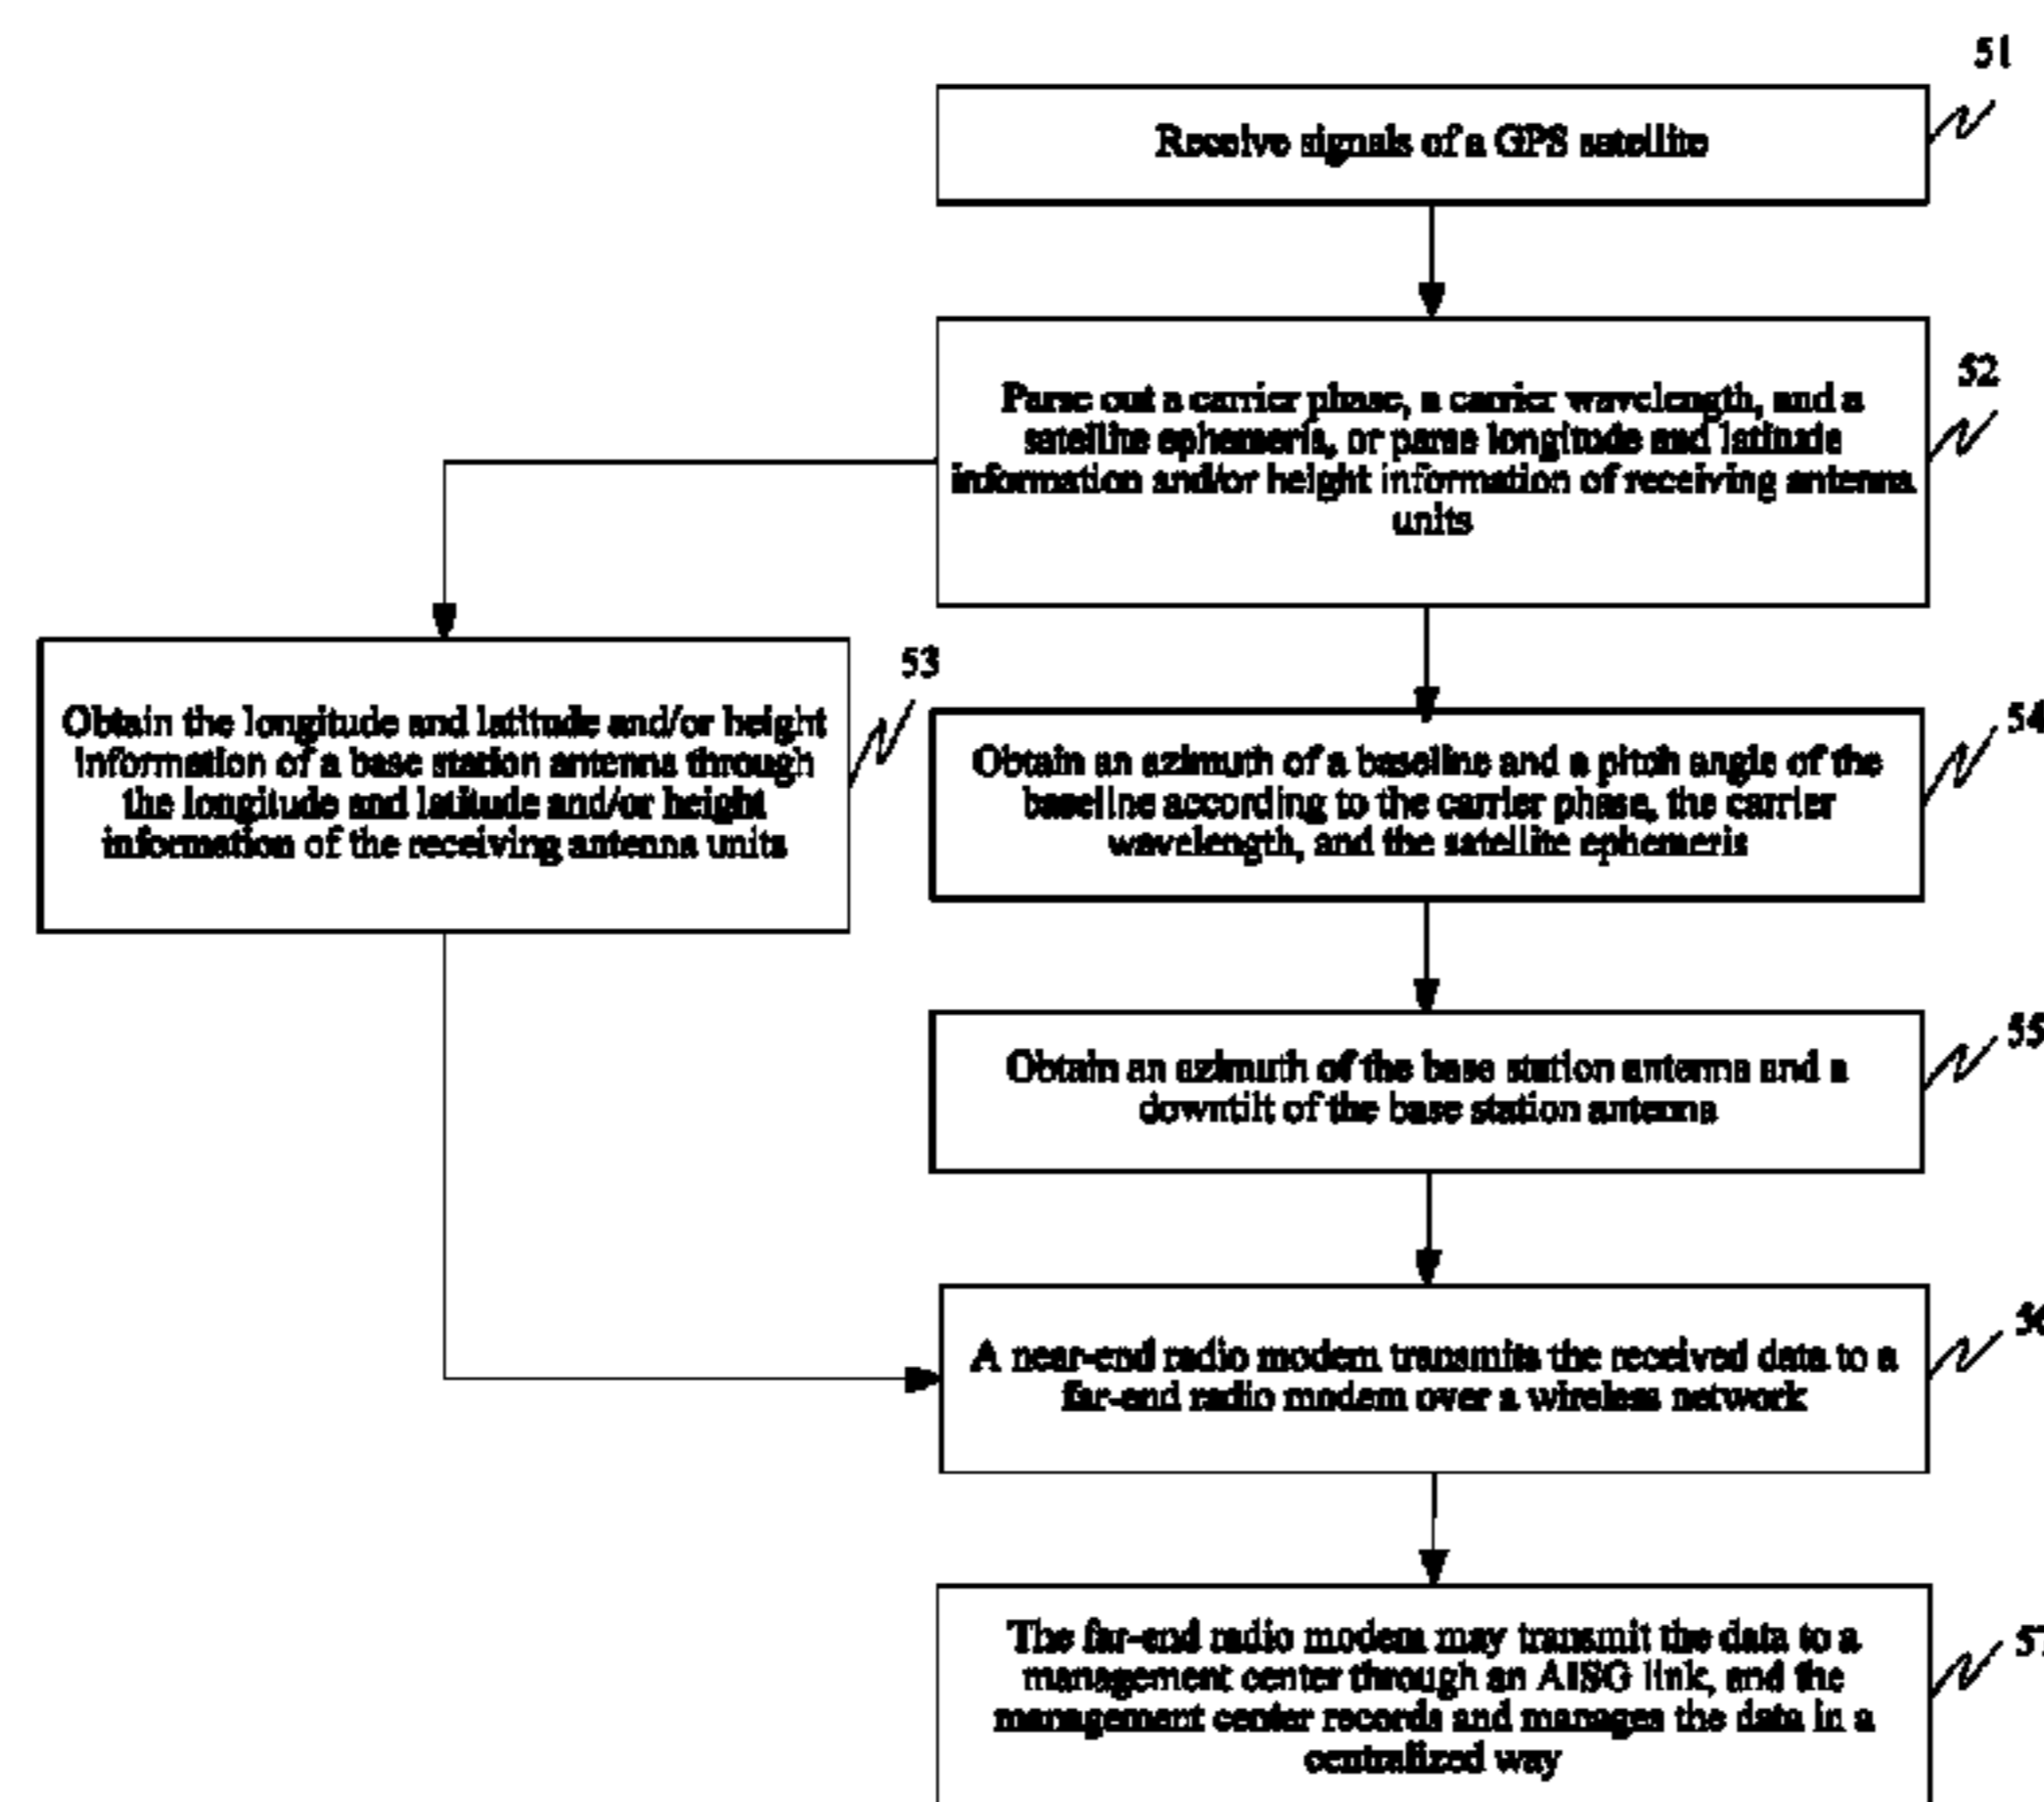 51
Receive signals of a GPS satellite
52
Parse out a carrier phase, a carrier wavelength, and a
satellite ephemeris, or parse longitude and latitude
information and/or height information of receiving antenna
units
53
Obtain the longitude and latitude and/or height
information of a base station antenna through
the longitude and latitude and/or height
information of the receiving antenna units
54
Obtain an azimuth of a baseline and a pitch angle of the
baseline according to the carrier phase, the carrier
wavelength, and the satellite ephemeris
55
Obtain an azimuth of the base station antenna and a
downtilt of the base station antenna
56
A near-end radio modem transmits the received data to a
far-end radio modem over a wireless network
57
The far-end radio modem may transmit the data to a
management center through an AISG link, and the
management center records and manages the data in a
centralized way